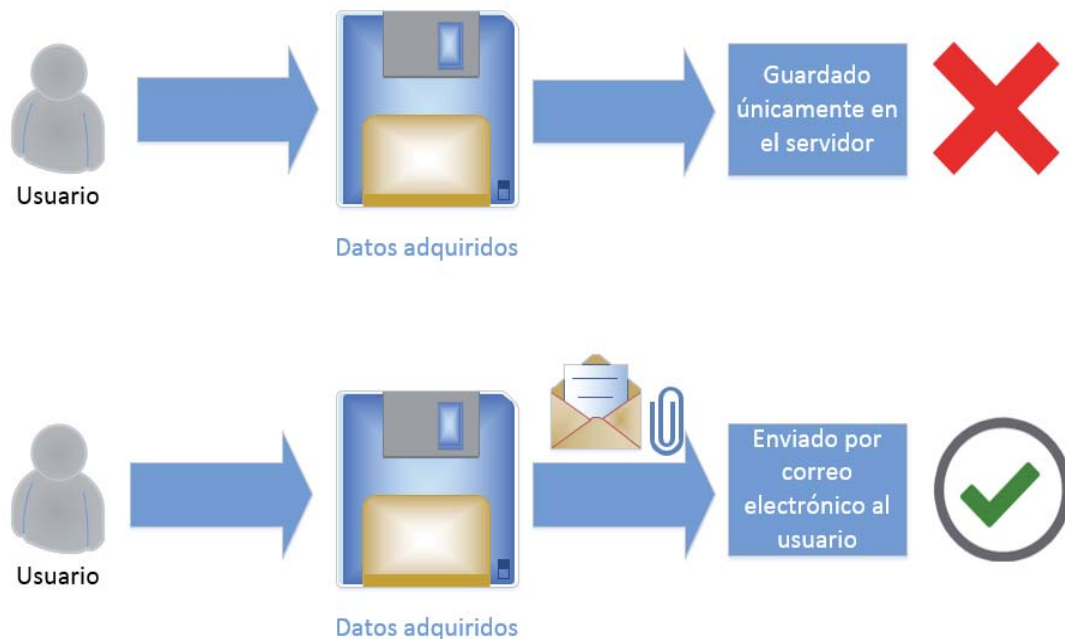 Usuario
Datos adquiridos
Guardado
únicamente en
el servidor
Usuario
Datos adquiridos
Enviado por
correo
electrónico al
usuario